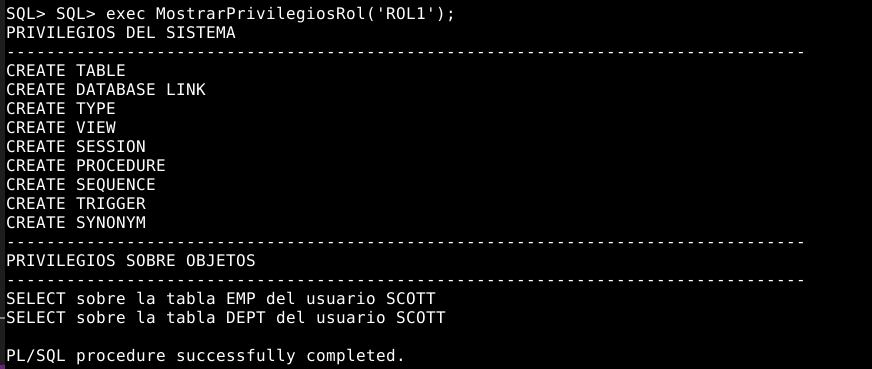 SQL> SQL> exec MostrarPrivilegiosRol('ROL1');
PRIVILEGIOS DEL SISTEMA
--------------------------------------------------------------------------------
CREATE TABLE
CREATE DATABASE LINK
CREATE TYPE
CREATE VIEW
CREATE SESSION
CREATE PROCEDURE
CREATE SEQUENCE
CREATE TRIGGER
CREATE SYNONYM
--------------------------------------------------------------------------------
PRIVILEGIOS SOBRE OBJETOS
--------------------------------------------------------------------------------
SELECT sobre la tabla EMP del usuario SCOTT
SELECT sobre la tabla DEPT del usuario SCOTT
PL/SQL procedure successfully completed.